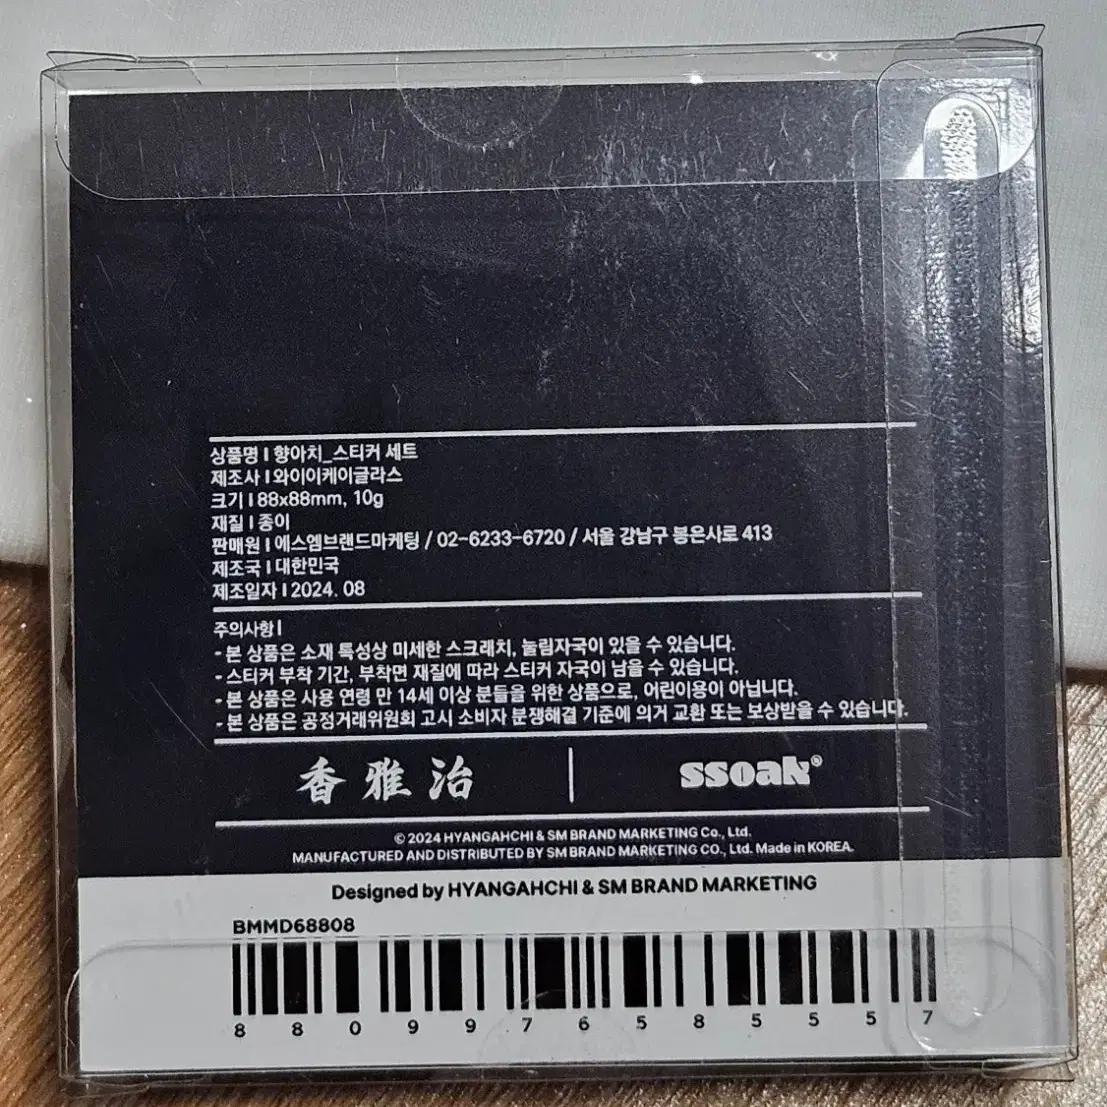 상품명 | 향아치_스티커 세트
제조사 | 와이이케이글라스
크기 | 88x88mm, 10g
재질 | 종이
판매원 | 에스엠브랜드마케팅 / 02-6233-6720 / 서울 강남구 봉은사로 413
제조국 | 대한민국
제조일자 | 2024. 08
주의사항 |
- 본 상품은 소재 특성상 미세한 스크래치, 눌림자국이 있을 수 있습니다.
- 스티커 부착 기간, 부착면 재질에 따라 스티커 자국이 남을 수 있습니다.
- 본 상품은 사용 연령 만 14세 이상 분들을 위한 상품으로, 어린이용이 아닙니다.
- 본 상품은 공정거래위원회 고시 소비자 분쟁해결 기준에 의거 교환 또는 보상받을 수 있습니다.
香雅治 | ssoaN®
© 2024 HYANGAHCHI & SM BRAND MARKETING Co., Ltd.
MANUFACTURED AND DISTRIBUTED BY SM BRAND MARKETING CO., Ltd. Made in KOREA.
Designed by HYANGAHCHI & SM BRAND MARKETING
BMMD68808
8809976585557